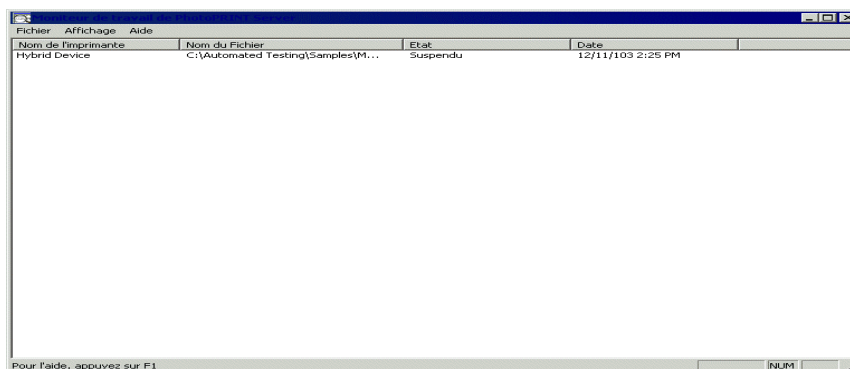 Moniteur de travail de PhotoPRINT Server
Fichier Affichage Aide
Nom de l'imprimante Nom du Fichier Etat Date
Hybrid Device C:\Automated Testing\Samples\M... Suspendu 12/11/103 2:25 PM
Pour l'aide, appuyez sur F1 NUM